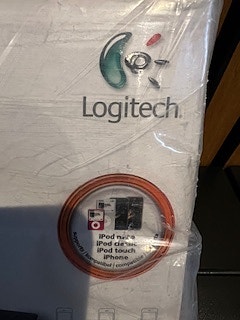 Logitech
iPod nano
iPod classic
iPod touch
iPhone